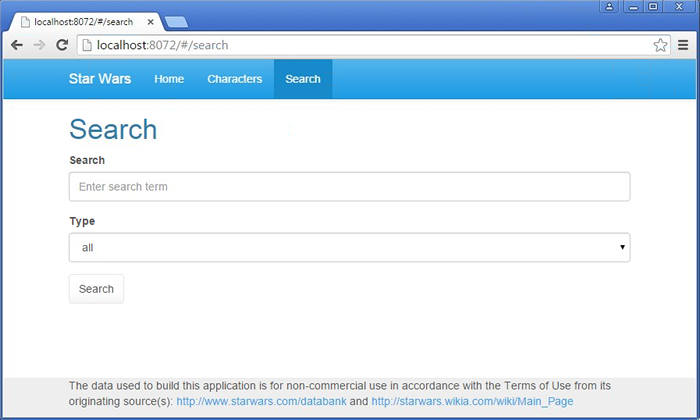 localhost:8072/#/search
localhost:8072/#/search
Star Wars Home Characters Search
Search
Search
Enter search term
Type
all
Search
The data used to build this application is for non-commercial use in accordance with the Terms of Use from its
originating source(s): http://www.starwars.com/databank and http://starwars.wikia.com/wiki/Main_Page